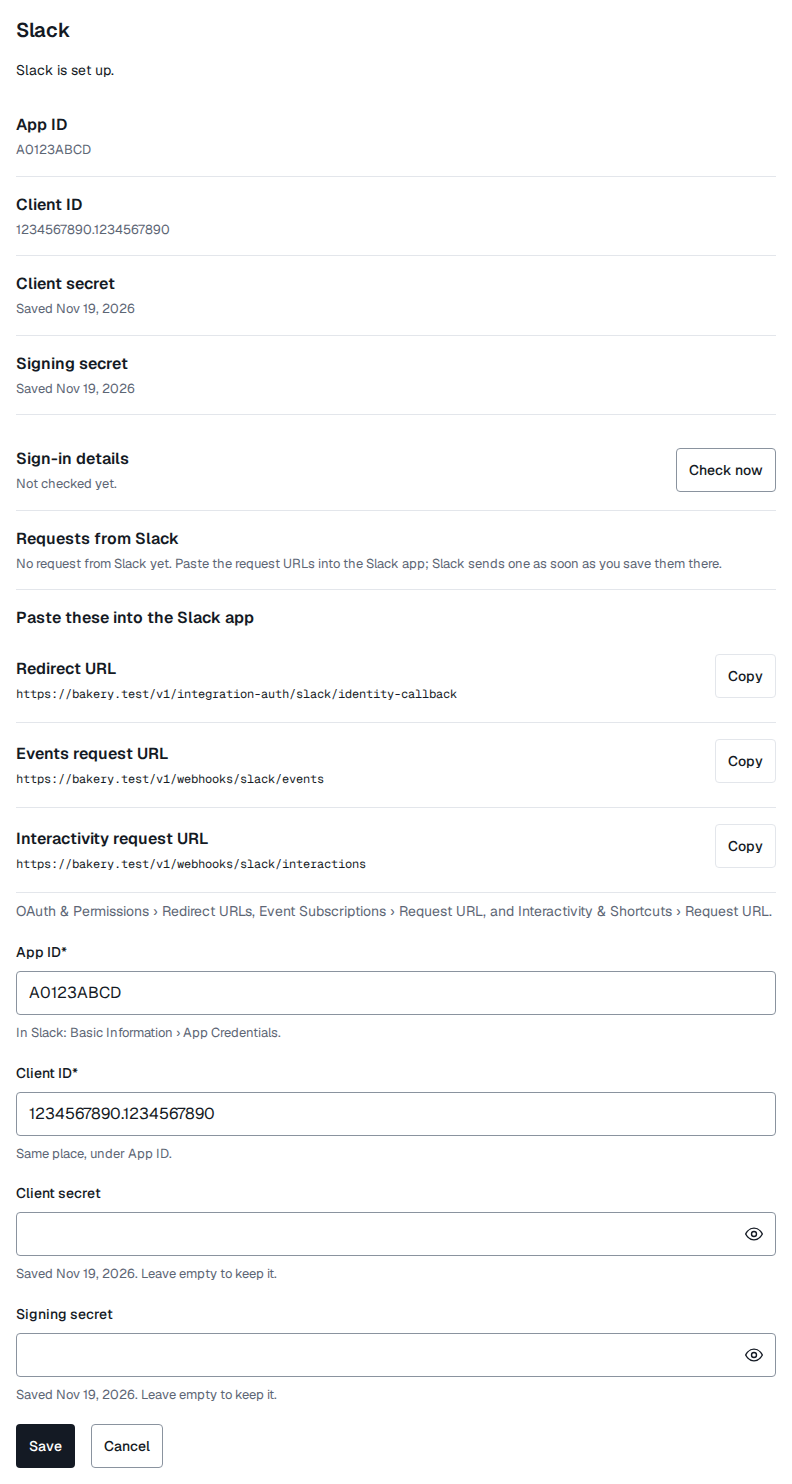 Slack
Slack is set up.
App ID
A0123ABCD
Client ID
1234567890.1234567890
Client secret
Saved Nov 19, 2026
Signing secret
Saved Nov 19, 2026
Sign-in details
Not checked yet.
Check now
Requests from Slack
No request from Slack yet. Paste the request URLs into the Slack app; Slack sends one as soon as you save them there.
Paste these into the Slack app
Redirect URL
https://bakery.test/v1/integration-auth/slack/identity-callback
Copy
Events request URL
https://bakery.test/v1/webhooks/slack/events
Copy
Interactivity request URL
https://bakery.test/v1/webhooks/slack/interactions
Copy
OAuth & Permissions › Redirect URLs, Event Subscriptions › Request URL, and Interactivity & Shortcuts › Request URL.
App ID*
A0123ABCD
In Slack: Basic Information › App Credentials.
Client ID*
1234567890.1234567890
Same place, under App ID.
Client secret
Saved Nov 19, 2026. Leave empty to keep it.
Signing secret
Saved Nov 19, 2026. Leave empty to keep it.
Save
Cancel